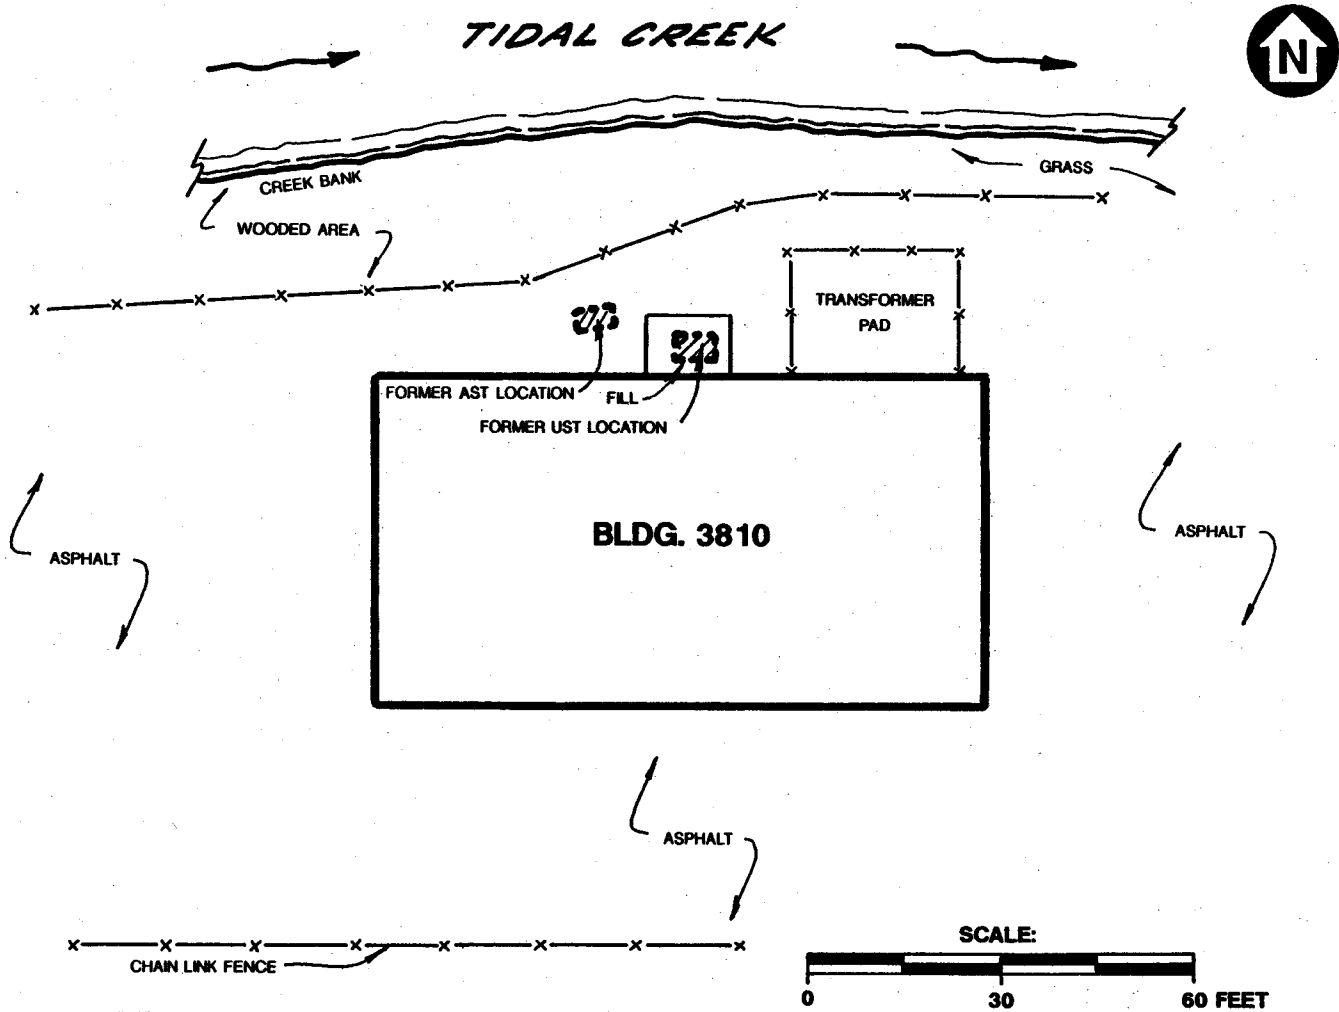 TIDAL CREEK
N
GRASS
CREEK BANK
WOODED AREA
TRANSFORMER
PAD
FORMER AST LOCATION
FILL
FORMER UST LOCATION
BLDG. 3810
ASPHALT
ASPHALT
ASPHALT
CHAIN LINK FENCE
SCALE:
0 30 60 FEET